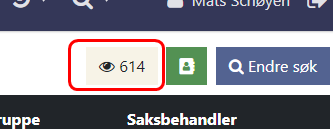 Mats Schøyen
614
Endre søk
ruppe Saksbehandler